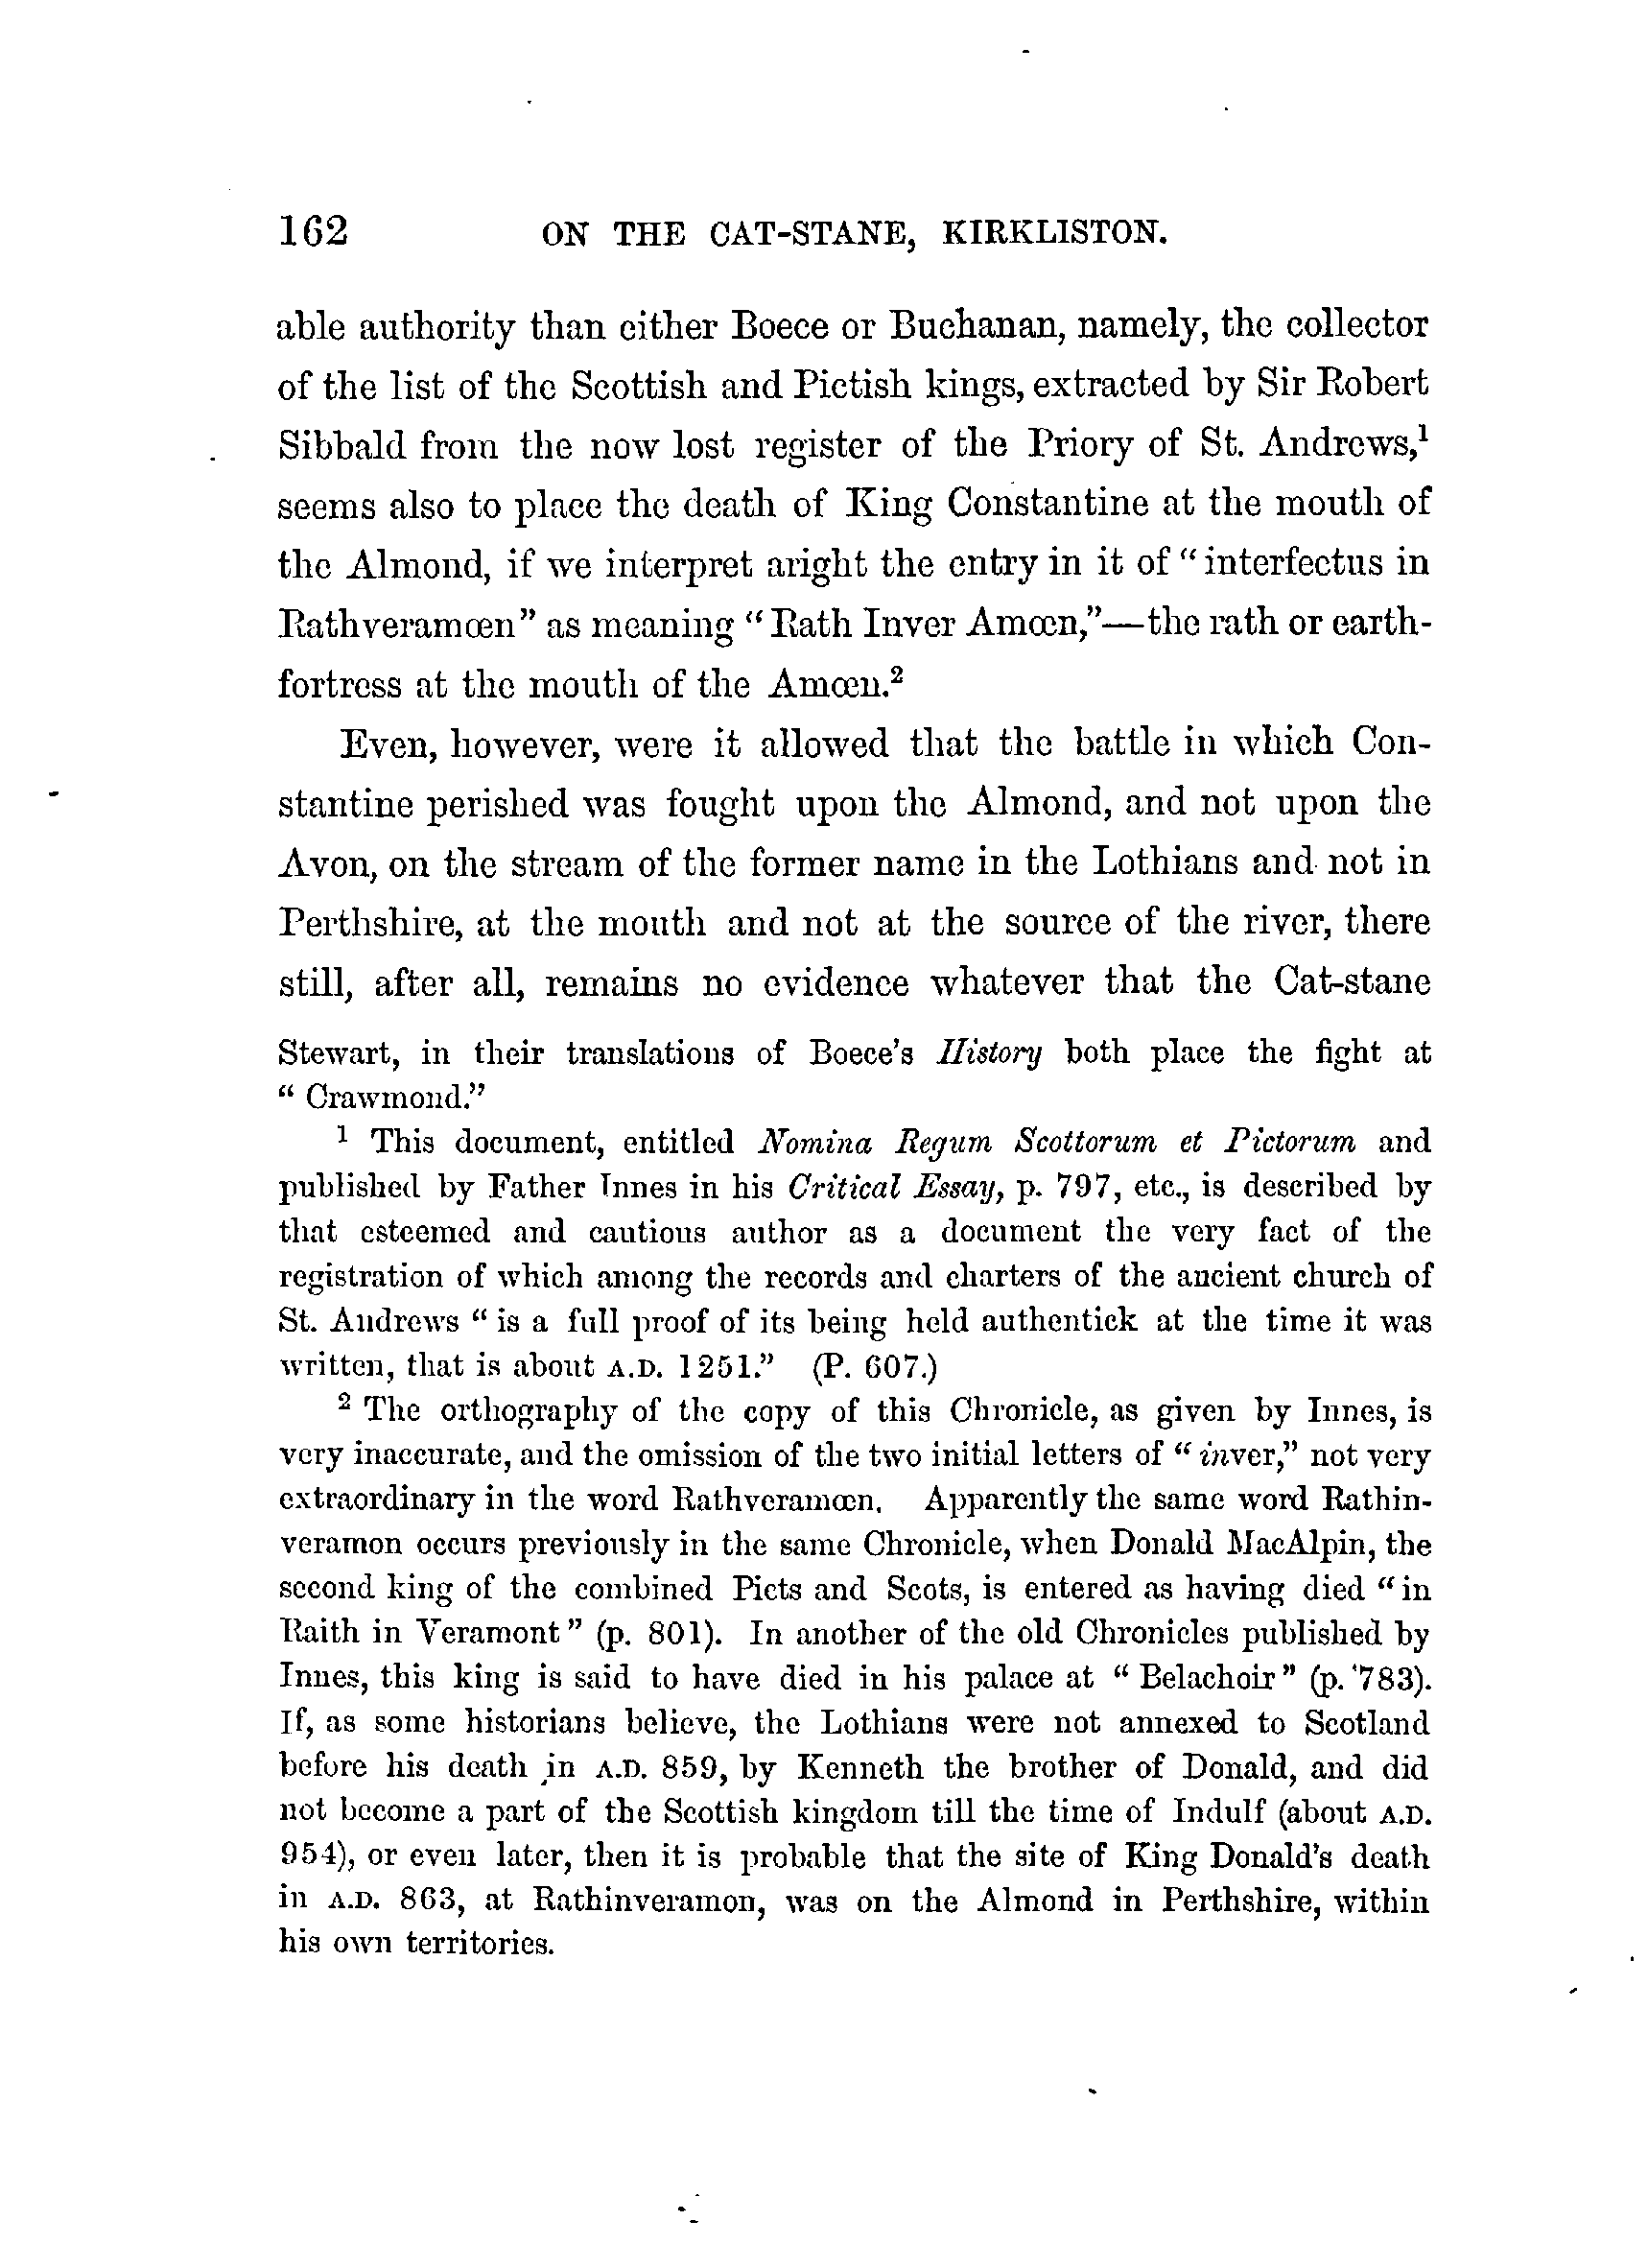 162 ON THE CAT-STANE, KIRKLISTON.
able authority than either Boece or Buchanan, namely, the collector
of the list of the Scottish and Pictish kings, extracted by Sir Robert
Sibbald from the now lost register of the Priory of St. Andrews,¹
seems also to place the death of King Constantine at the mouth of
the Almond, if we interpret aright the entry in it of “interfectus in
Rathveramœn” as meaning “Rath Inver Amœn,”—the rath or earth-
fortress at the mouth of the Amœn.²
Even, however, were it allowed that the battle in which Con-
stantine perished was fought upon the Almond, and not upon the
Avon, on the stream of the former name in the Lothians and not in
Perthshire, at the mouth and not at the source of the river, there
still, after all, remains no evidence whatever that the Cat-stane
Stewart, in their translations of Boece’s History both place the fight at
“Crawmond.”
¹ This document, entitled Nomina Regum Scottorum et Pictorum and
published by Father Innes in his Critical Essay, p. 797, etc., is described by
that esteemed and cautious author as a document the very fact of the
registration of which among the records and charters of the ancient church of
St. Andrews “is a full proof of its being held authentick at the time it was
written, that is about A.D. 1251.” (P. 607.)
² The orthography of the copy of this Chronicle, as given by Innes, is
very inaccurate, and the omission of the two initial letters of “inver,” not very
extraordinary in the word Rathveramœn. Apparently the same word Rathin-
veramon occurs previously in the same Chronicle, when Donald MacAlpin, the
second king of the combined Picts and Scots, is entered as having died “in
Raith in Veramont” (p. 801). In another of the old Chronicles published by
Innes, this king is said to have died in his palace at “Belachoir” (p. 783).
If, as some historians believe, the Lothians were not annexed to Scotland
before his death in A.D. 859, by Kenneth the brother of Donald, and did
not become a part of the Scottish kingdom till the time of Indulf (about A.D.
954), or even later, then it is probable that the site of King Donald’s death
in A.D. 863, at Rathinveramon, was on the Almond in Perthshire, within
his own territories.